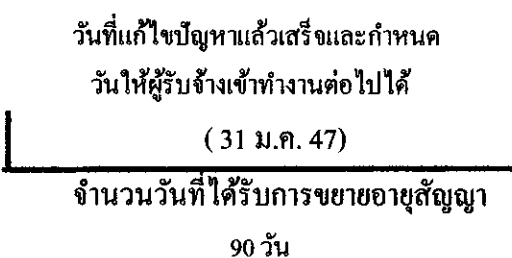 วันที่แก้ไขปัญหาแล้วเสร็จและกำหนด
วันให้ผู้รับจ้างเข้าทำงานต่อไปได้
( 31 ม.ค. 47)
จำนวนวันที่ได้รับการขยายอายุสัญญา
90 วัน